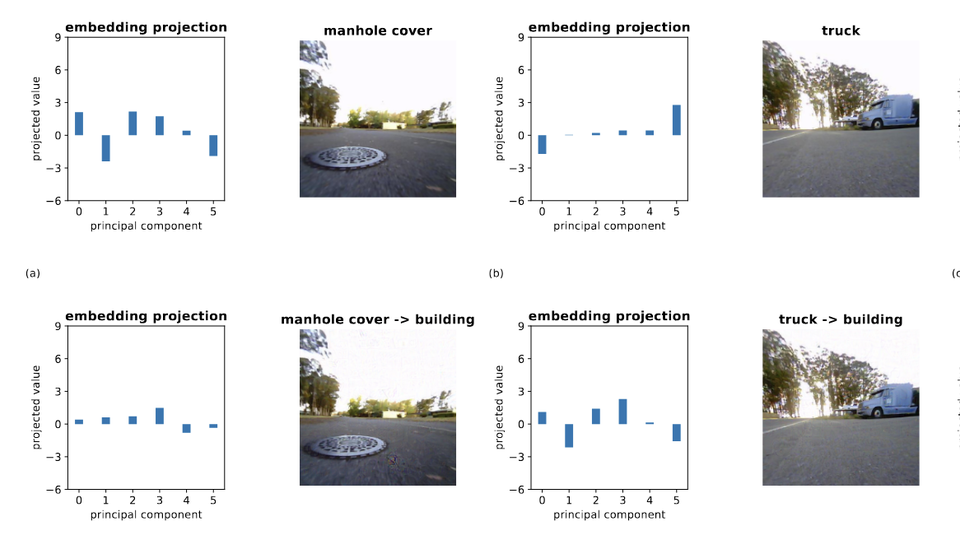 embedding projection
manhole cover
embedding projection
truck
9
6
3
0
−3
−6
projected value
0 1 2 3 4 5
principal component
9
6
3
0
−3
−6
projected value
0 1 2 3 4 5
principal component
(a)
(b)
embedding projection
manhole cover -> building
embedding projection
truck -> building
9
6
3
0
−3
−6
projected value
0 1 2 3 4 5
principal component
9
6
3
0
−3
−6
projected value
0 1 2 3 4 5
principal component